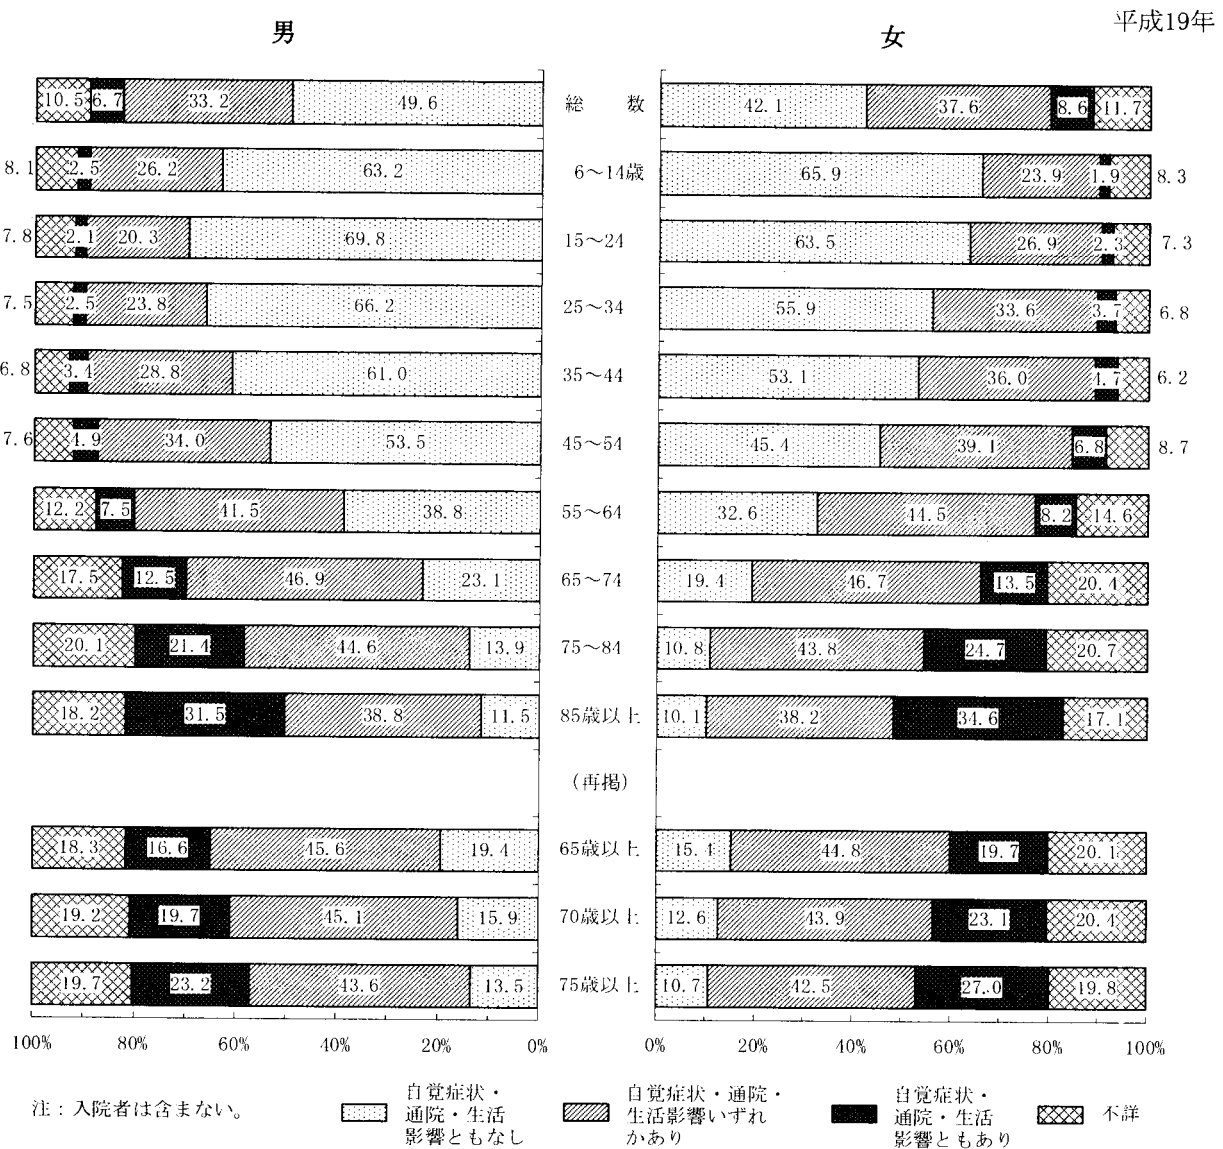 平成19年
男 女
10.5 6.7 33.2 49.6 総 数 42.1 37.6 8.6 11.7
8.1 2.5 26.2 63.2 6～14歳 65.9 23.9 1.9 8.3
7.8 2.1 20.3 69.8 15～24 63.5 26.9 2.3 7.3
7.5 2.5 23.8 66.2 25～34 55.9 33.6 3.7 6.8
6.8 3.4 28.8 61.0 35～44 53.1 36.0 4.7 6.2
7.6 4.9 34.0 53.5 45～54 45.4 39.1 6.8 8.7
12.2 7.5 41.5 38.8 55～64 32.6 44.5 8.2 14.6
17.5 12.5 46.9 23.1 65～74 19.4 46.7 13.5 20.4
20.1 21.4 44.6 13.9 75～84 10.8 43.8 24.7 20.7
18.2 31.5 38.8 11.5 85歳以上 10.1 38.2 34.6 17.1
（再掲）
18.3 16.6 45.6 19.4 65歳以上 15.4 44.8 19.7 20.1
19.2 19.7 45.1 15.9 70歳以上 12.6 43.9 23.1 20.4
19.7 23.2 43.6 13.5 75歳以上 10.7 42.5 27.0 19.8
100% 80% 60% 40% 20% 0% 0% 20% 40% 60% 80% 100%
注：入院者は含まない。
自覚症状・
通院・生活
影響ともなし
自覚症状・通院・
生活影響いずれ
かあり
自覚症状・
通院・生活
影響ともあり
不詳